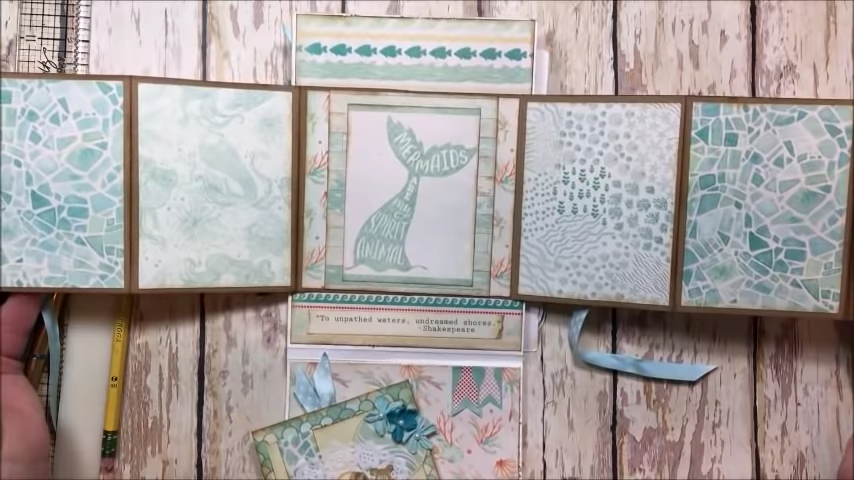 MERMAIDS
ARE
MY
SPIRIT
ANIMAL
"To unpathed waters, undreamed shores."
-Shakespeare